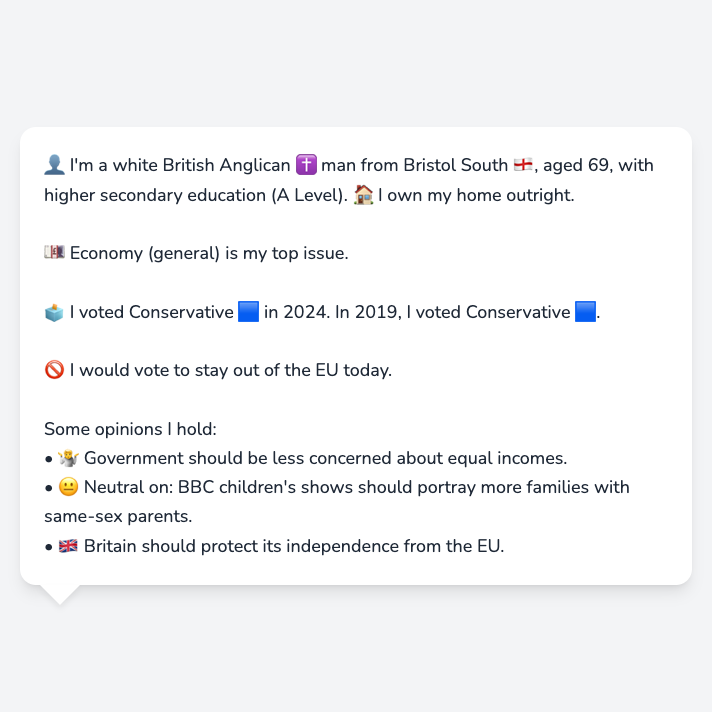 👤 I'm a white British Anglican ✝️ man from Bristol South 🏴󠁧󠁢󠁥󠁮󠁧󠁿, aged 69, with
higher secondary education (A Level). 🏠 I own my home outright.
💷 Economy (general) is my top issue.
🗳️ I voted Conservative 🟦 in 2024. In 2019, I voted Conservative 🟦.
🚫 I would vote to stay out of the EU today.
Some opinions I hold:
• 🤷 Government should be less concerned about equal incomes.
• 😐 Neutral on: BBC children's shows should portray more families with
same-sex parents.
• 🇬🇧 Britain should protect its independence from the EU.